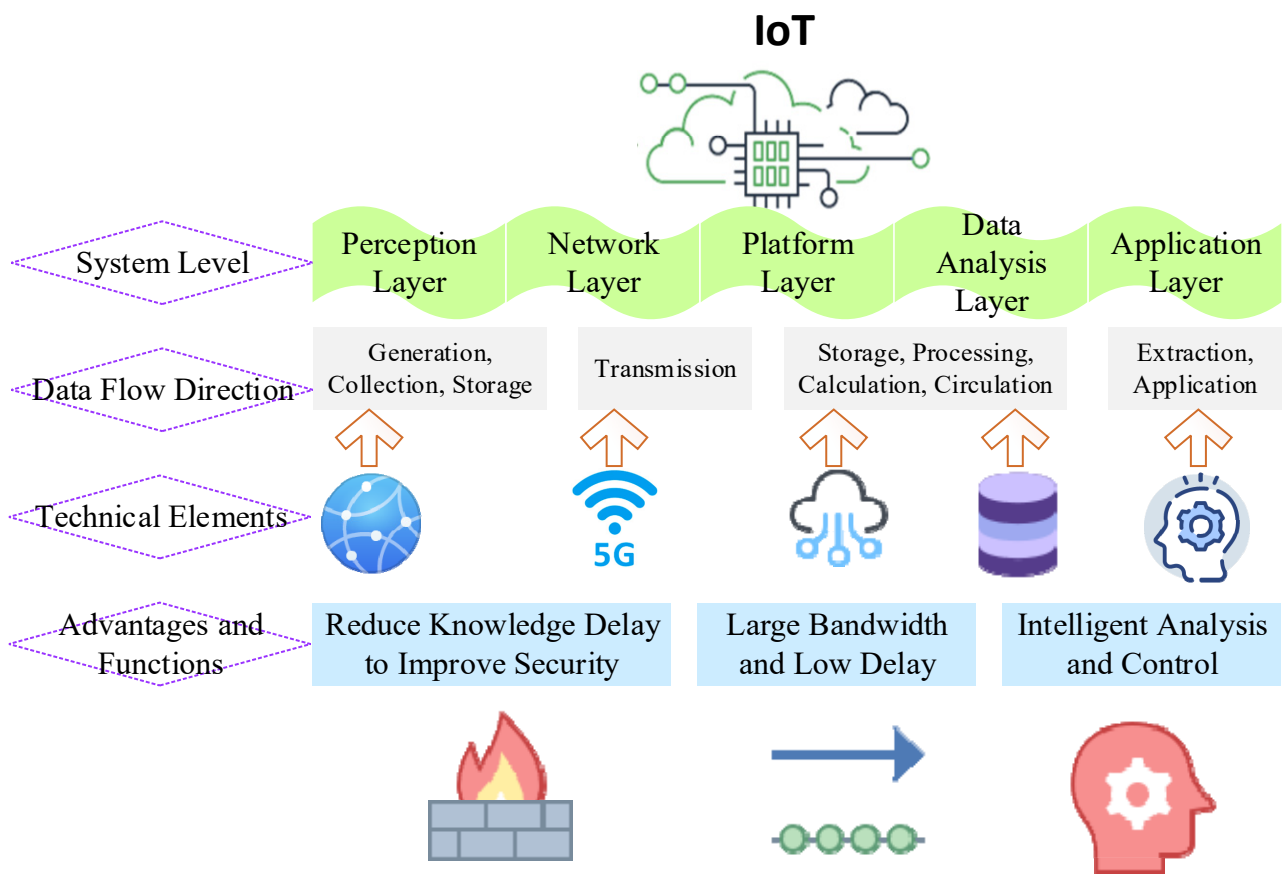 IoT
System Level
Perception
Layer
Network
Layer
Platform
Layer
Data
Analysis
Layer
Application
Layer
Data Flow Direction
Generation,
Collection, Storage
Transmission
Storage, Processing,
Calculation, Circulation
Extraction,
Application
Technical Elements
5G
Advantages and
Functions
Reduce Knowledge Delay
to Improve Security
Large Bandwidth
and Low Delay
Intelligent Analysis
and Control